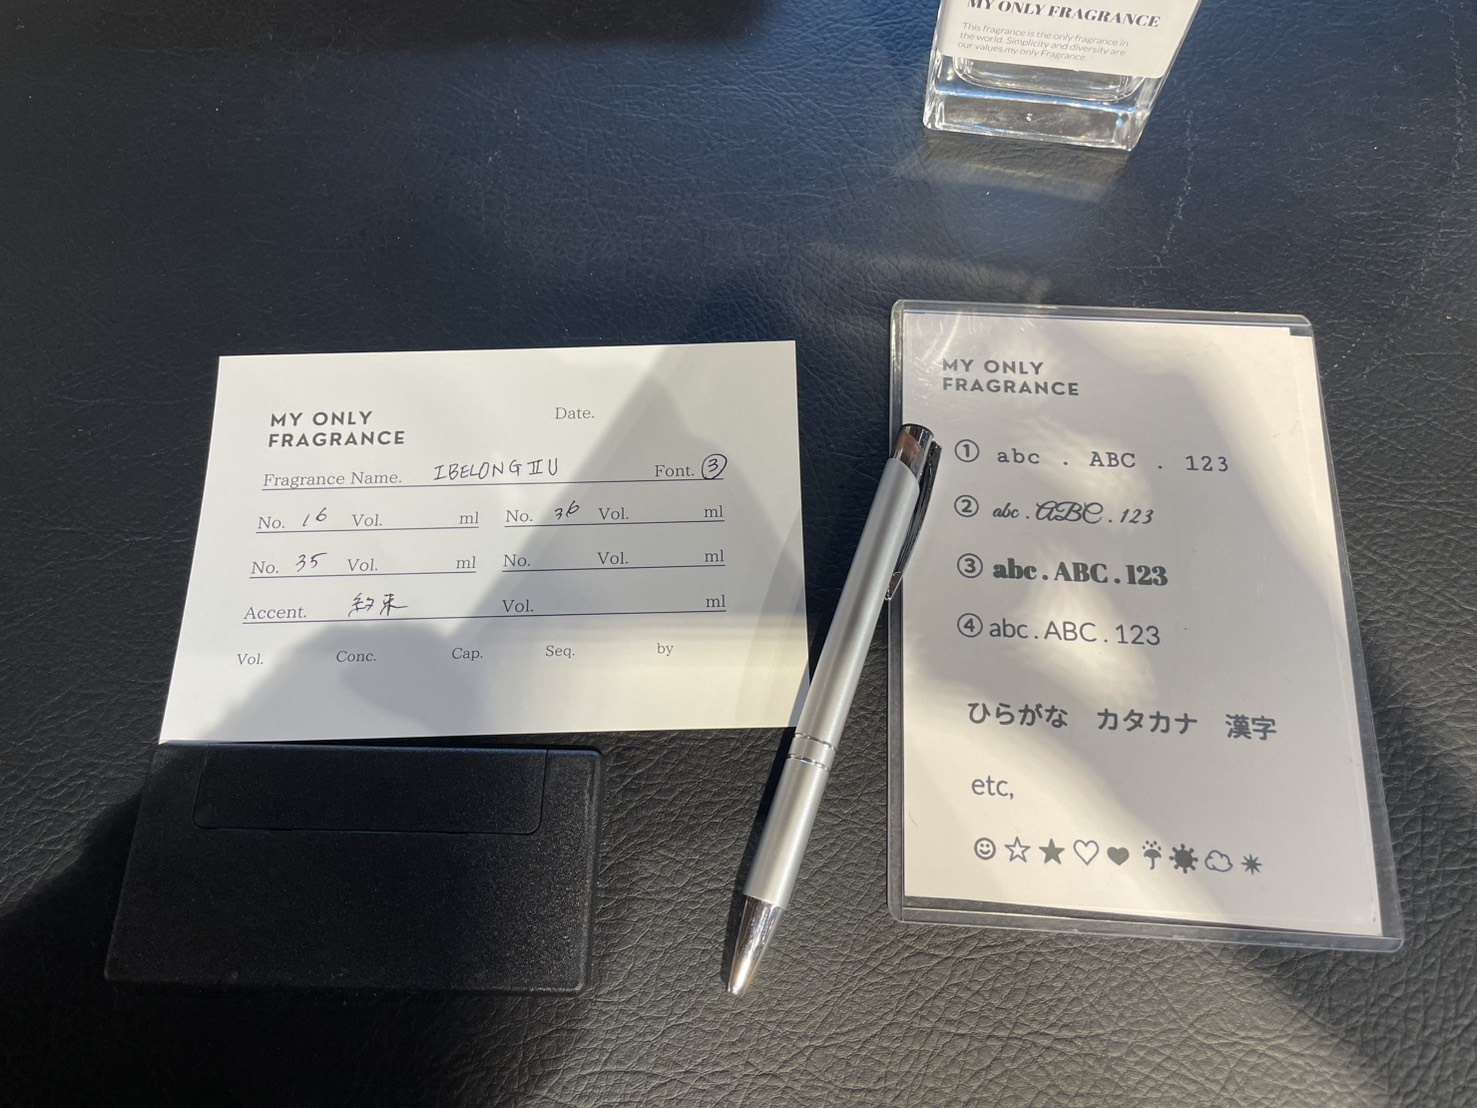 MY ONLY FRAGRANCE
This fragrance is the only fragrance in
the world. Simplicity and diversity are
our values.my only Fragrance.
MY ONLY
FRAGRANCE
Date.
Fragrance Name. IBELONGⅡU Font. ③
No. 16 Vol. ml No. 36 Vol. ml
No. 35 Vol. ml No. Vol. ml
Accent. 約束 Vol. ml
Vol. Conc. Cap. Seq. by
MY ONLY
FRAGRANCE
① abc . ABC . 123
② abc . ABC . 123
③ abc . ABC . 123
④ abc . ABC . 123
ひらがな カタカナ 漢字
etc,